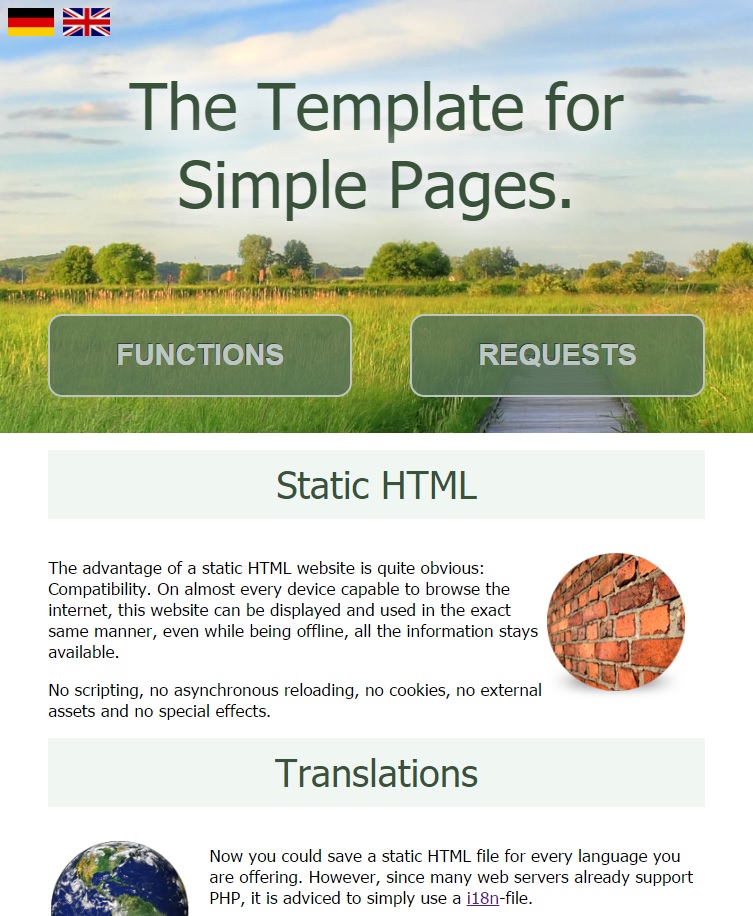 The Template for
Simple Pages.
FUNCTIONS
REQUESTS
Static HTML
The advantage of a static HTML website is quite obvious:
Compatibility. On almost every device capable to browse the
internet, this website can be displayed and used in the exact
same manner, even while being offline, all the information stays
available.
No scripting, no asynchronous reloading, no cookies, no external
assets and no special effects.
Translations
Now you could save a static HTML file for every language you
are offering. However, since many web servers already support
PHP, it is adviced to simply use a i18n-file.